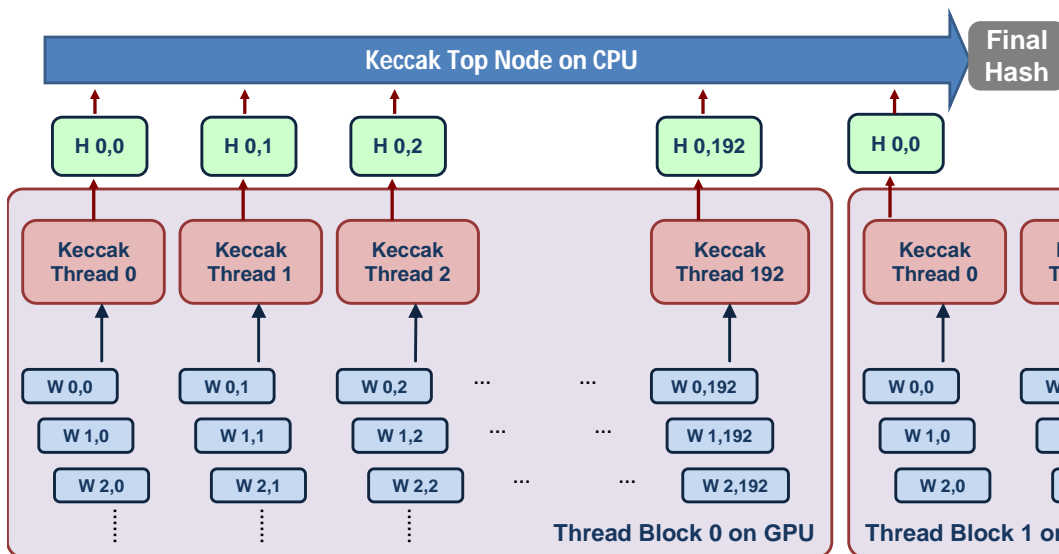 Keccak Top Node on CPU
Final
Hash
H 0,0 H 0,1 H 0,2 H 0,192 H 0,0
Keccak Keccak Keccak Keccak Keccak
Thread 0 Thread 1 Thread 2 Thread 192 Thread 0
W 0,0 W 0,1 W 0,2 ... ... W 0,192 W 0,0
W 1,0 W 1,1 W 1,2 ... ... W 1,192 W 1,0
W 2,0 W 2,1 W 2,2 ... ... W 2,192 W 2,0
Thread Block 0 on GPU Thread Block 1